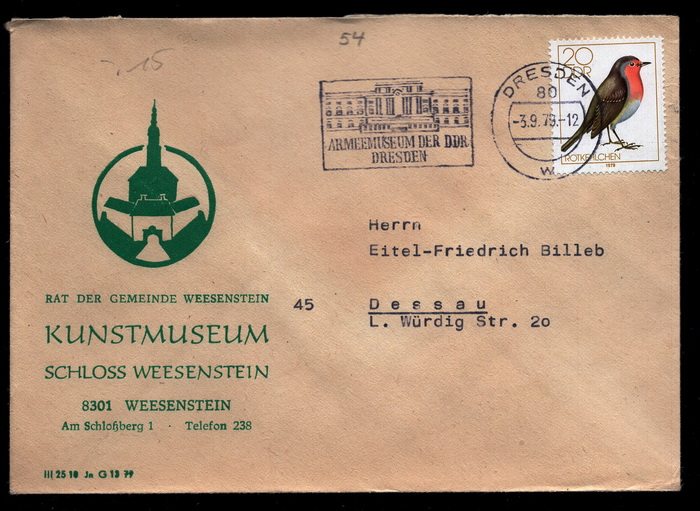 54
-.15
20
DDR
ROTKEHLCHEN
1979
DRESDEN
80
-3.9.79.-12
w
ARMEEMUSEUM DER DDR
DRESDEN
Herrn
Eitel-Friedrich Billeb
45 Dessau
L. Würdig Str. 2o
RAT DER GEMEINDE WEESENSTEIN
KUNSTMUSEUM
SCHLOSS WEESENSTEIN
8301 WEESENSTEIN
Am Schloßberg 1 · Telefon 238
III 25 10 Jn G 13 79